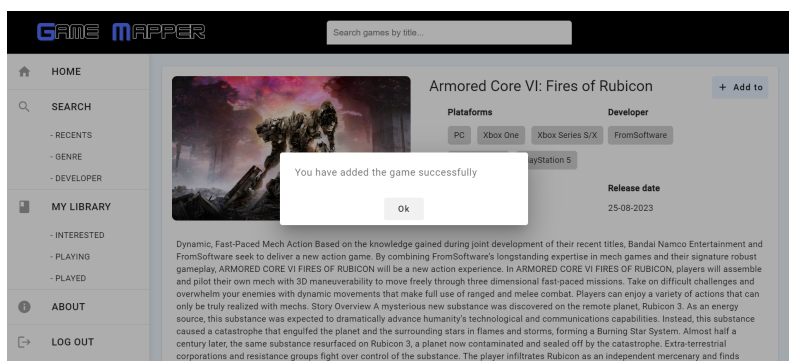 GAME MAPPER
Search games by title...
HOME
SEARCH
- RECENTS
- GENRE
- DEVELOPER
MY LIBRARY
- INTERESTED
- PLAYING
- PLAYED
ABOUT
LOG OUT
Armored Core VI: Fires of Rubicon
+ Add to
Plataforms
Developer
PC
Xbox One
Xbox Series S/X
FromSoftware
5
You have added the game successfully
Ok
Release date
25-08-2023
Dynamic, Fast-Paced Mech Action Based on the knowledge gained during joint development of their recent titles, Bandai Namco Entertainment and
FromSoftware seek to deliver a new action game. By combining FromSoftware's longstanding expertise in mech games and their signature robust
gameplay, ARMORED CORE VI FIRES OF RUBICON will be a new action experience. In ARMORED CORE VI FIRES OF RUBICON, players will assemble
and pilot their own mech with 3D maneuverability to move freely through three dimensional fast-paced missions. Take on difficult challenges and
overwhelm your enemies with dynamic movements that make full use of ranged and melee combat. Players can enjoy a variety of actions that can
only be truly realized with mechs. Story Overview A mysterious new substance was discovered on the remote planet, Rubicon 3. As an energy
source, this substance was expected to dramatically advance humanity's technological and communications capabilities. Instead, this substance
caused a catastrophe that engulfed the planet and the surrounding stars in flames and storms, forming a Burning Star System. Almost half a
century later, the same substance resurfaced on Rubicon 3, a planet now contaminated and sealed off by the catastrophe. Extra-terrestrial
corporations and resistance groups fight over control of the substance. The player infiltrates Rubicon as an independent mercenary and finds